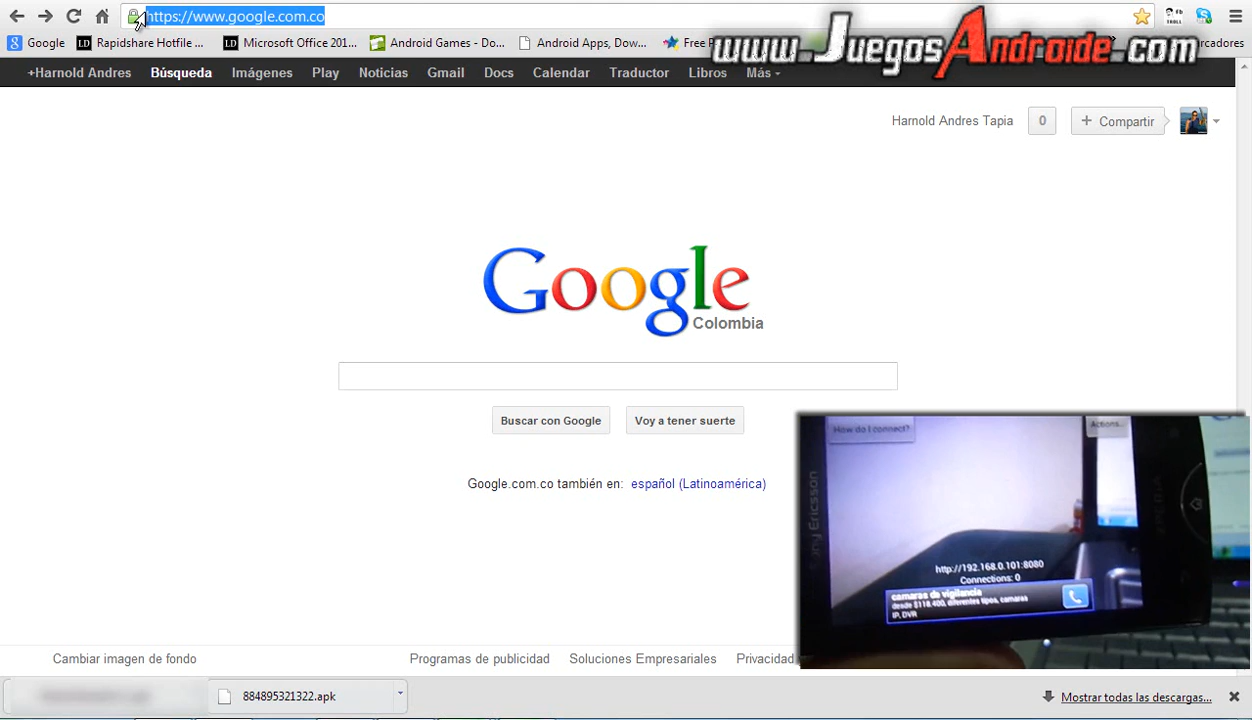 https://www.google.com.co
www.JuegosAndroide.com
Google
Rapidshare Hotfile ...
Microsoft Office 201...
Android Games - Do...
Android Apps, Dow...
Free
+Harnold Andres
Búsqueda
Imágenes
Play
Noticias
Gmail
Docs
Calendar
Traductor
Libros
Más
Harnold Andres Tapia
0
+ Compartir
Google
Colombia
Buscar con Google
Voy a tener suerte
Google.com.co también en: español (Latinoamérica)
How do I connect?
Actions...
Sony Ericsson
XPERIA
http://192.168.0.101:8080
Connections: 0
camaras de vigilancia
desde $118.400, diferentes tipos, camaras
IP, DVR
Cambiar imagen de fondo
Programas de publicidad
Soluciones Empresariales
Privacidad
884895321322.apk
Mostrar todas las descargas...